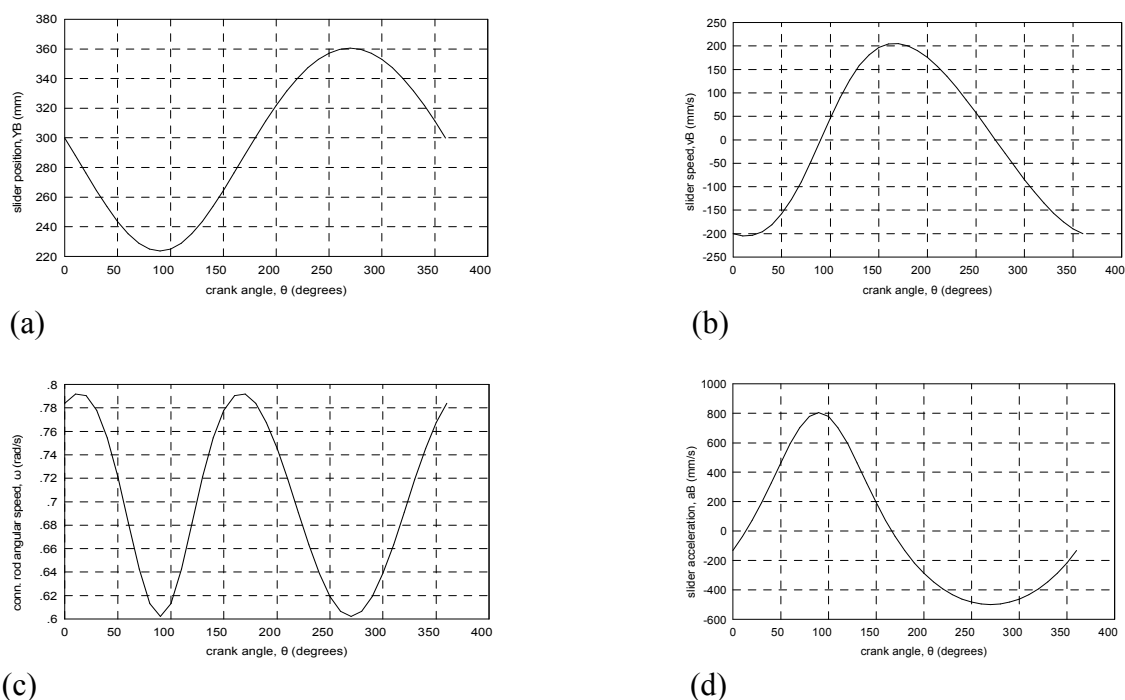 380
360
340
320
300
280
260
240
220
slider position, YB (mm)
0 50 100 150 200 250 300 350 400
crank angle, θ (degrees)
(a)
250
200
150
100
50
0
-50
-100
-150
-200
-250
slider speed,vB (mm/s)
0 50 100 150 200 250 300 350 400
crank angle, θ (degrees)
(b)
.8
.78
.76
.74
.72
.7
.68
.66
.64
.62
.6
conn. rod angular speed, ω (rad/s)
0 50 100 150 200 250 300 350 400
crank angle, θ (degrees)
(c)
1000
800
600
400
200
0
-200
-400
-600
slider acceleration, aB (mm/s)
0 50 100 150 200 250 300 350 400
crank angle, θ (degrees)
(d)